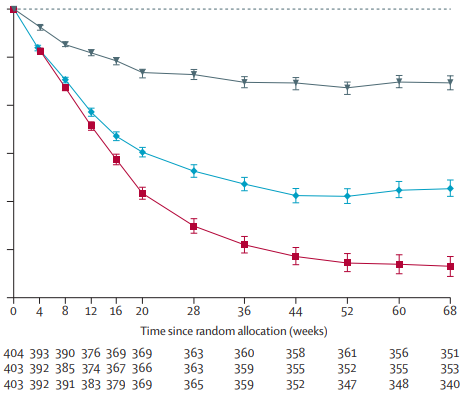 0 4 8 12 16 20 28 36 44 52 60 68
Time since random allocation (weeks)
404 393 390 376 369 369 363 360 358 361 356 351
403 392 385 374 367 366 363 359 355 352 355 353
403 392 391 383 379 369 365 359 352 347 348 340